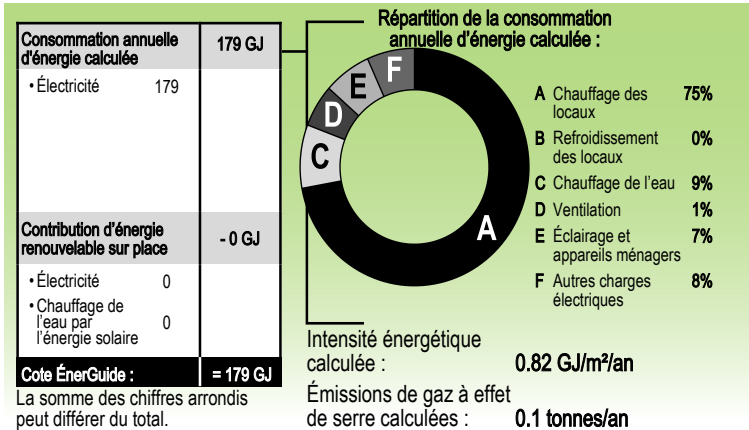 Consommation annuelle
d'énergie calculée
179 GJ
• Électricité 179
Contribution d'énergie
renouvelable sur place
- 0 GJ
• Électricité 0
• Chauffage de
l'eau par
l'énergie solaire
0
Cote ÉnerGuide : = 179 GJ
La somme des chiffres arrondis
peut différer du total.
Répartition de la consommation
annuelle d'énergie calculée :
F
E
D
C
A
A Chauffage des
locaux
75%
B Refroidissement
des locaux
0%
C Chauffage de l'eau 9%
D Ventilation 1%
E Éclairage et
appareils ménagers
7%
F Autres charges
électriques
8%
Intensité énergétique
calculée : 0.82 GJ/m²/an
Émissions de gaz à effet
de serre calculées : 0.1 tonnes/an